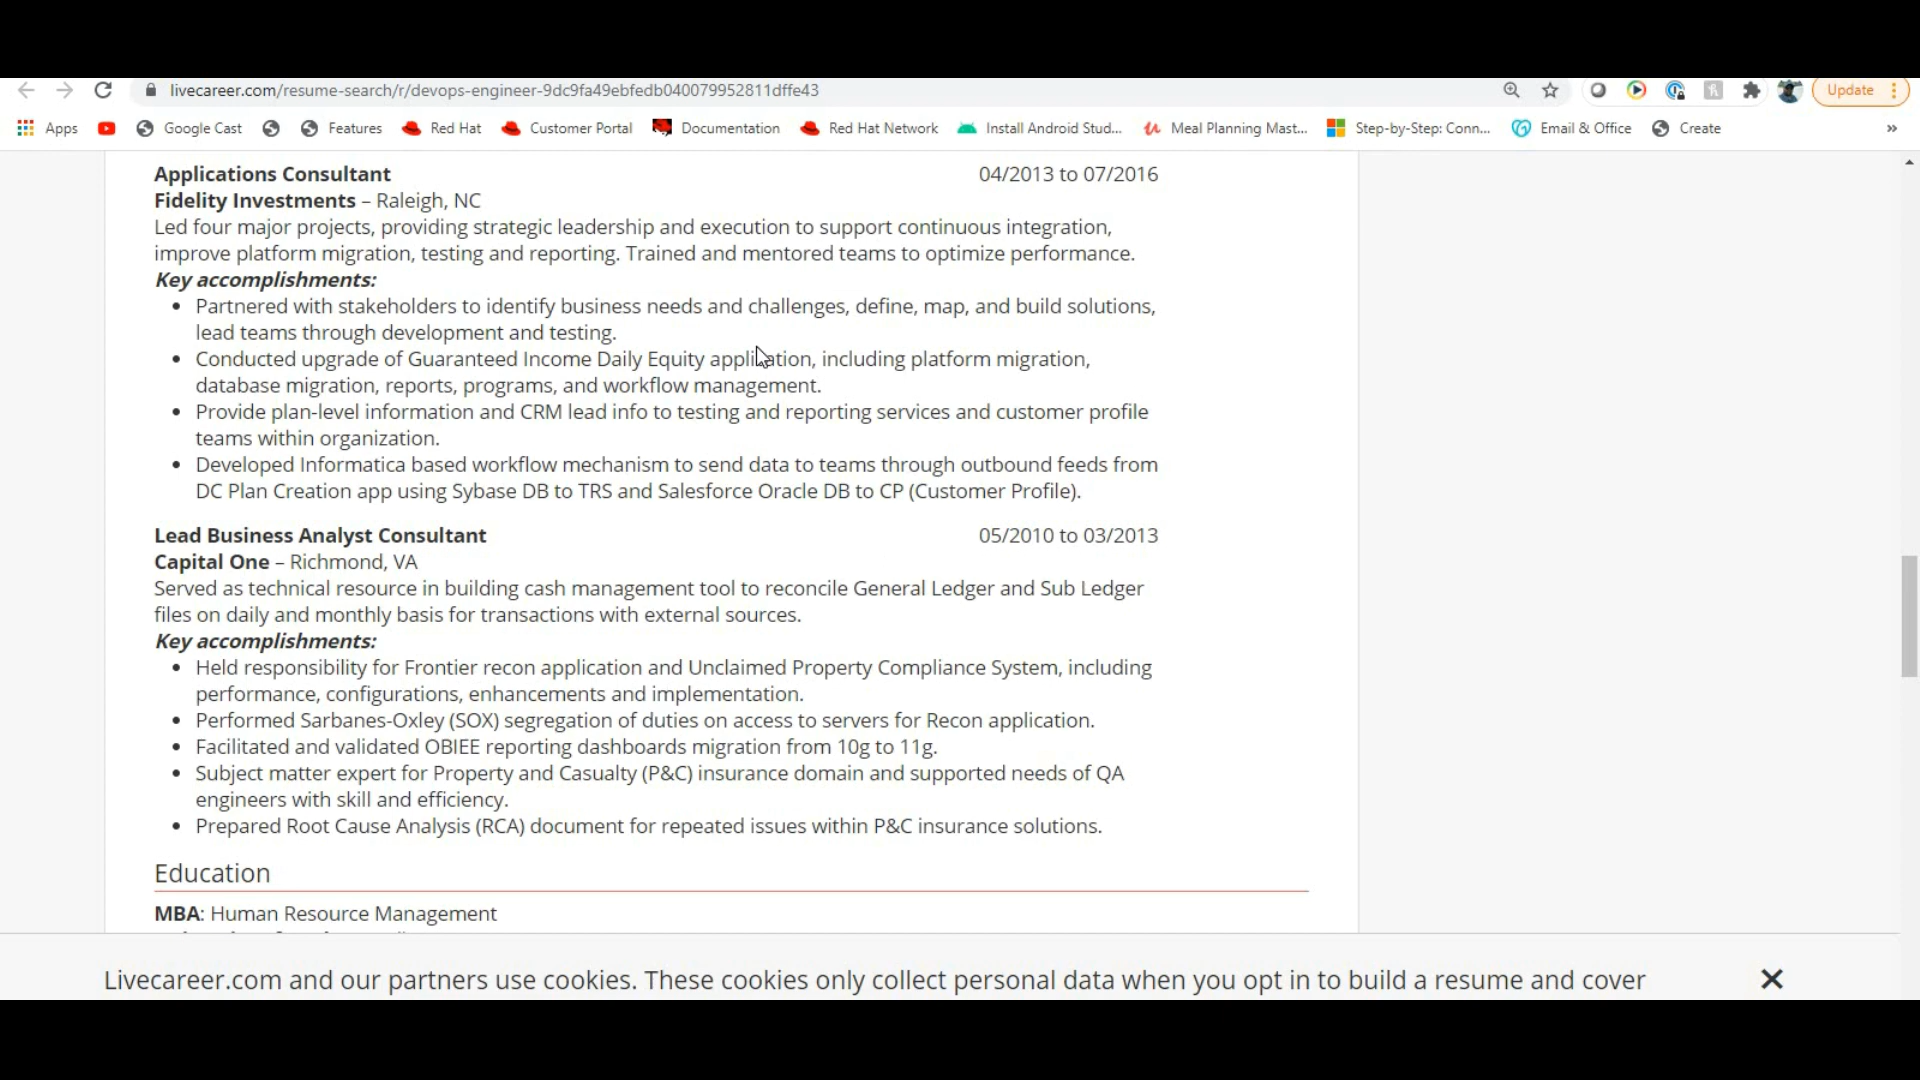 livecareer.com/resume-search/r/devops-engineer-9dc9fa49ebfedb040079952811dffe43
Update
Apps
Google Cast
Features
Red Hat
Customer Portal
Documentation
Red Hat Network
Install Android Stud...
Meal Planning Mast...
Step-by-Step: Conn...
Email & Office
Create
»
Applications Consultant 04/2013 to 07/2016
Fidelity Investments – Raleigh, NC
Led four major projects, providing strategic leadership and execution to support continuous integration,
improve platform migration, testing and reporting. Trained and mentored teams to optimize performance.
Key accomplishments:
• Partnered with stakeholders to identify business needs and challenges, define, map, and build solutions,
lead teams through development and testing.
• Conducted upgrade of Guaranteed Income Daily Equity application, including platform migration,
database migration, reports, programs, and workflow management.
• Provide plan-level information and CRM lead info to testing and reporting services and customer profile
teams within organization.
• Developed Informatica based workflow mechanism to send data to teams through outbound feeds from
DC Plan Creation app using Sybase DB to TRS and Salesforce Oracle DB to CP (Customer Profile).
Lead Business Analyst Consultant 05/2010 to 03/2013
Capital One – Richmond, VA
Served as technical resource in building cash management tool to reconcile General Ledger and Sub Ledger
files on daily and monthly basis for transactions with external sources.
Key accomplishments:
• Held responsibility for Frontier recon application and Unclaimed Property Compliance System, including
performance, configurations, enhancements and implementation.
• Performed Sarbanes-Oxley (SOX) segregation of duties on access to servers for Recon application.
• Facilitated and validated OBIEE reporting dashboards migration from 10g to 11g.
• Subject matter expert for Property and Casualty (P&C) insurance domain and supported needs of QA
engineers with skill and efficiency.
• Prepared Root Cause Analysis (RCA) document for repeated issues within P&C insurance solutions.
Education
MBA: Human Resource Management
Livecareer.com and our partners use cookies. These cookies only collect personal data when you opt in to build a resume and cover